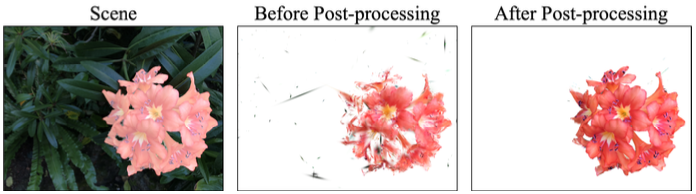 Scene
Before Post-processing
After Post-processing